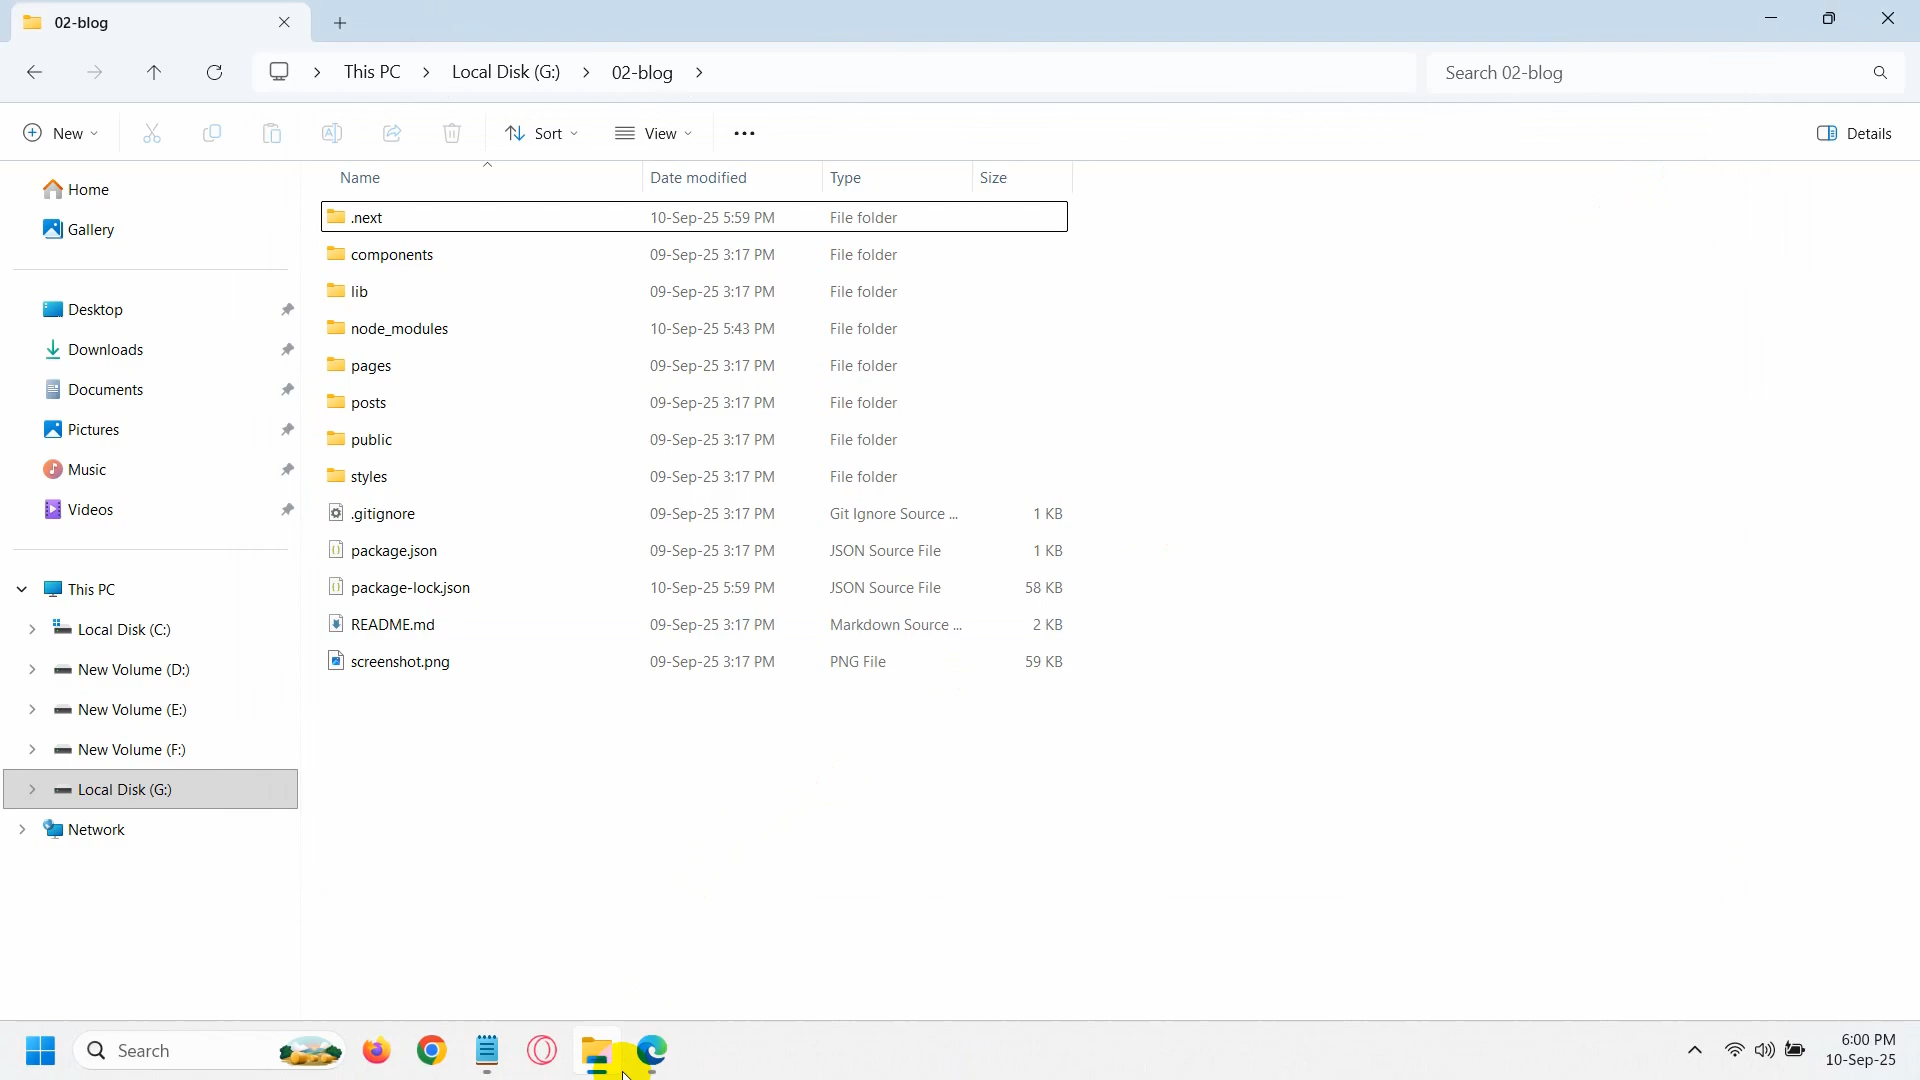 02-blog
This PC
Local Disk (G:)
02-blog
Search 02-blog
New
Sort
View
Details
Name Date modified Type Size
.next 10-Sep-25 5:59 PM File folder
components 09-Sep-25 3:17 PM File folder
lib 09-Sep-25 3:17 PM File folder
node_modules 10-Sep-25 5:43 PM File folder
pages 09-Sep-25 3:17 PM File folder
posts 09-Sep-25 3:17 PM File folder
public 09-Sep-25 3:17 PM File folder
styles 09-Sep-25 3:17 PM File folder
.gitignore 09-Sep-25 3:17 PM Git Ignore Source ... 1 KB
package.json 09-Sep-25 3:17 PM JSON Source File 1 KB
package-lock.json 10-Sep-25 5:59 PM JSON Source File 58 KB
README.md 09-Sep-25 3:17 PM Markdown Source ... 2 KB
screenshot.png 09-Sep-25 3:17 PM PNG File 59 KB
Home
Gallery
Desktop
Downloads
Documents
Pictures
Music
Videos
This PC
Local Disk (C:)
New Volume (D:)
New Volume (E:)
New Volume (F:)
Local Disk (G:)
Network
Search
6:00 PM
10-Sep-25